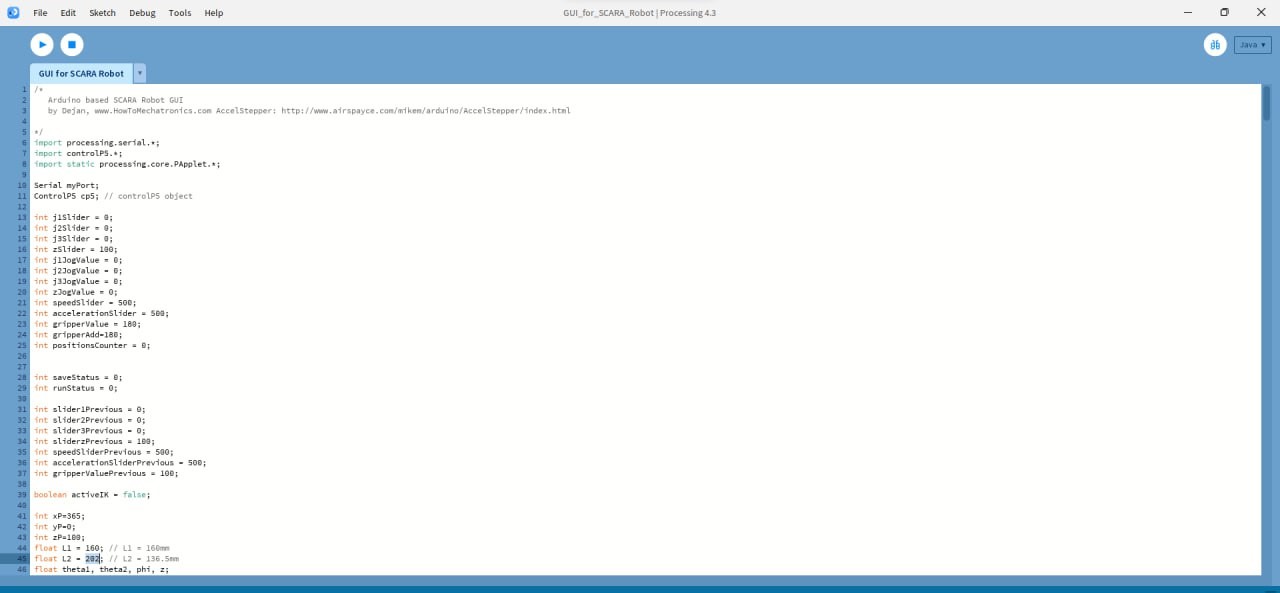 File Edit Sketch Debug Tools Help GUI_for_SCARA_Robot | Processing 4.3
Java ▾
GUI for SCARA Robot ▾
1 /*
2 Arduino based SCARA Robot GUI
3 by Dejan, www.HowToMechatronics.com AccelStepper: http://www.airspayce.com/mikem/arduino/AccelStepper/index.html
4
5 */
6 import processing.serial.*;
7 import controlP5.*;
8 import static processing.core.PApplet.*;
9
10 Serial myPort;
11 ControlP5 cp5; // controlP5 object
12
13 int j1Slider = 0;
14 int j2Slider = 0;
15 int j3Slider = 0;
16 int zSlider = 100;
17 int j1JogValue = 0;
18 int j2JogValue = 0;
19 int j3JogValue = 0;
20 int zJogValue = 0;
21 int speedSlider = 500;
22 int accelerationSlider = 500;
23 int gripperValue = 180;
24 int gripperAdd=180;
25 int positionsCounter = 0;
26
27
28 int saveStatus = 0;
29 int runStatus = 0;
30
31 int slider1Previous = 0;
32 int slider2Previous = 0;
33 int slider3Previous = 0;
34 int sliderzPrevious = 100;
35 int speedSliderPrevious = 500;
36 int accelerationSliderPrevious = 500;
37 int gripperValuePrevious = 100;
38
39 boolean activeIK = false;
40
41 int xP=365;
42 int yP=0;
43 int zP=100;
44 float L1 = 160; // L1 = 160mm
45 float L2 = 202; // L2 = 136.5mm
46 float theta1, theta2, phi, z;